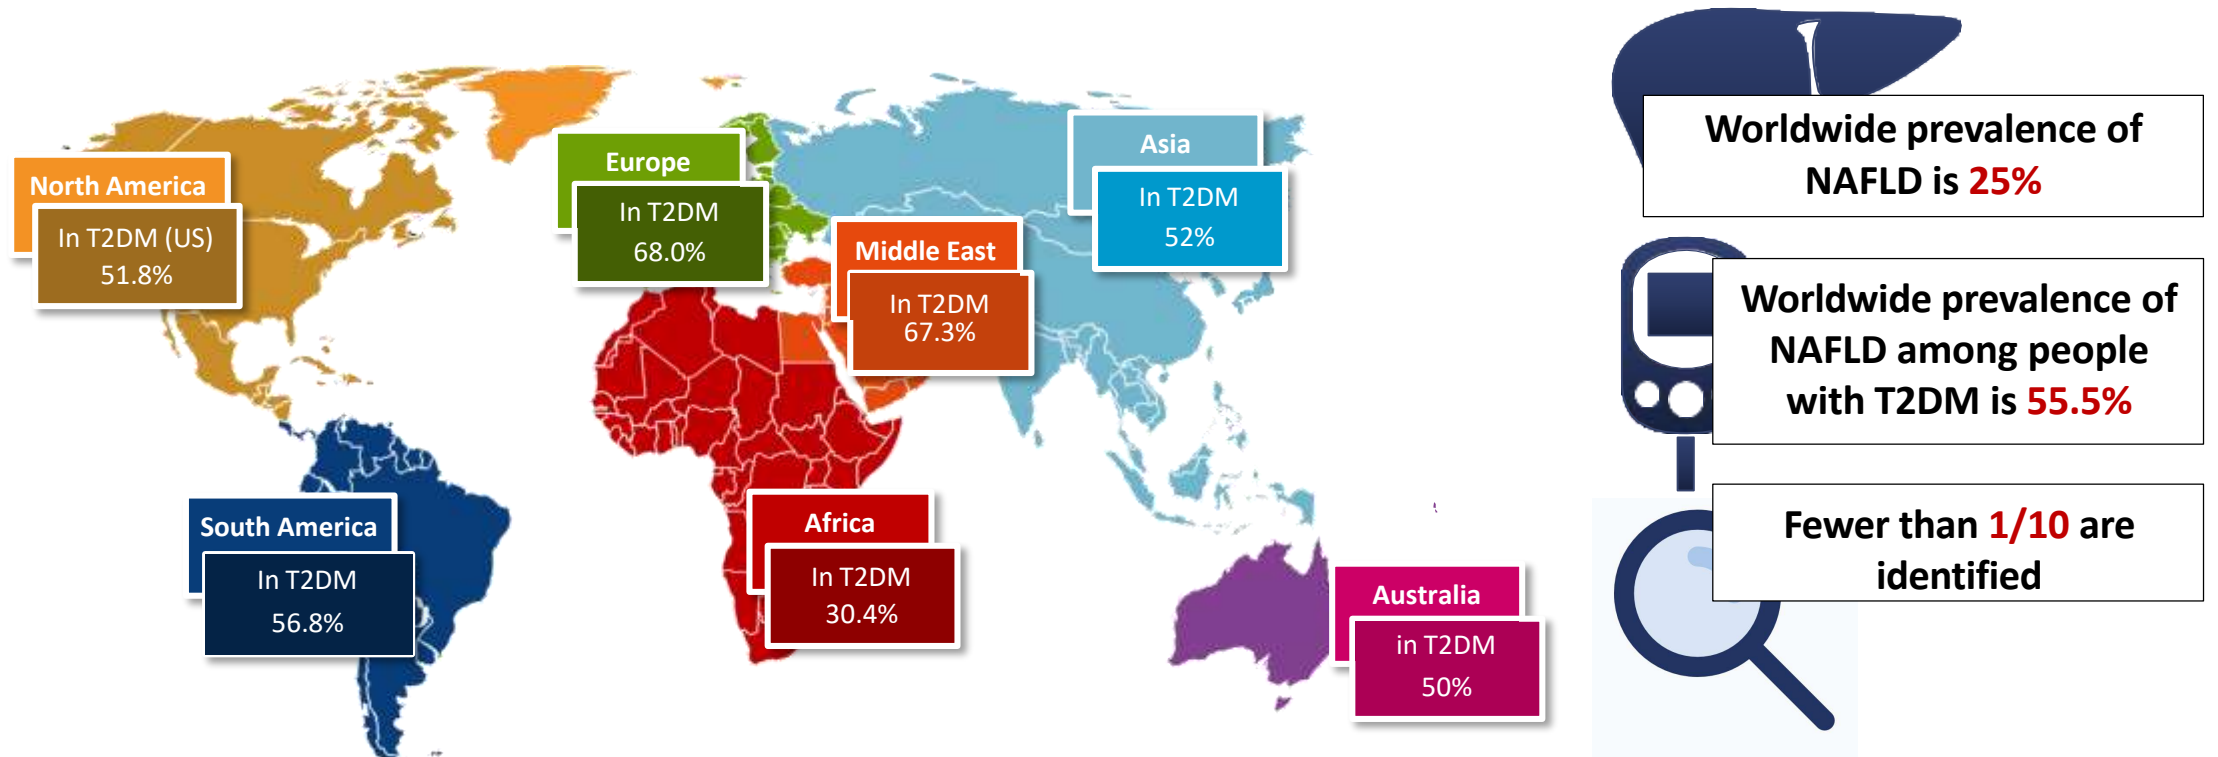 North America
In T2DM (US)
51.8%
Europe
In T2DM
68.0%
Asia
In T2DM
52%
Middle East
In T2DM
67.3%
South America
In T2DM
56.8%
Africa
In T2DM
30.4%
Australia
in T2DM
50%
Worldwide prevalence of
NAFLD is 25%
Worldwide prevalence of
NAFLD among people
with T2DM is 55.5%
Fewer than 1/10 are
identified